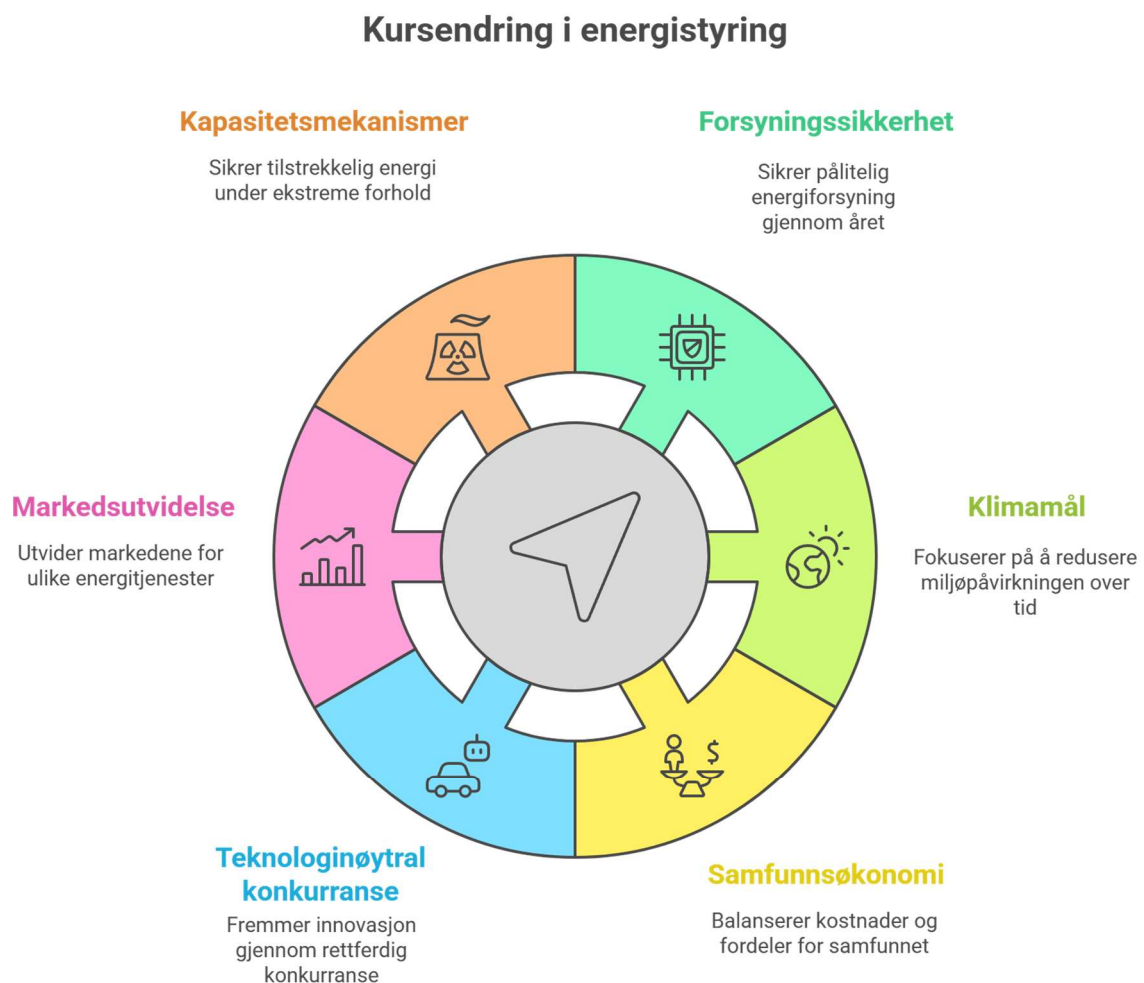 Kursendring i energistyring
Kapasitetsmekanismer
Sikrer tilstrekkelig energi
under ekstreme forhold
Forsyningssikkerhet
Sikrer pålitelig
energiforsyning
gjennom året
Markedsutvidelse
Utvider markedene for
ulike energitjenester
Klimamål
Fokuserer på å redusere
miljøpåvirkningen over
tid
Teknologinøytral
konkurranse
Fremmer innovasjon
gjennom rettferdig
konkurranse
Samfunnsøkonomi
Balanserer kostnader og
fordeler for samfunnet
$